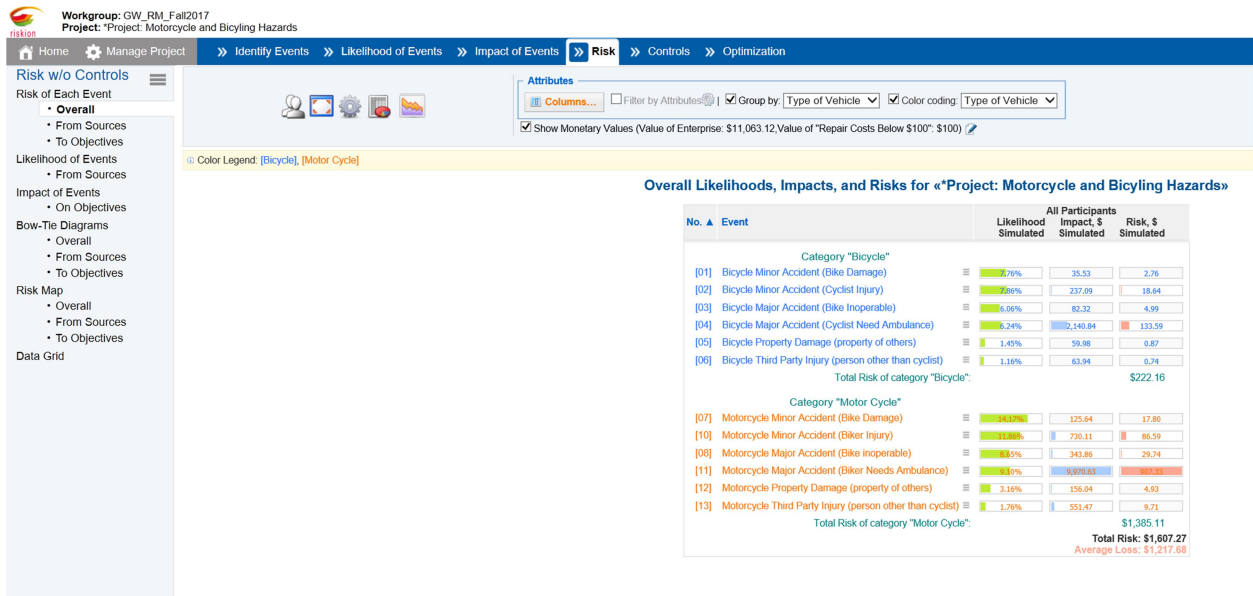 Workgroup: GW_RM_Fall2017
Project: *Project: Motorcycle and Bicyling Hazards
riskion
Home Manage Project » Identify Events » Likelihood of Events » Impact of Events » Risk » Controls » Optimization
Risk w/o Controls
Risk of Each Event
• Overall
• From Sources
• To Objectives
Likelihood of Events
• From Sources
Impact of Events
• On Objectives
Bow-Tie Diagrams
• Overall
• From Sources
• To Objectives
Risk Map
• Overall
• From Sources
• To Objectives
Data Grid
Attributes
Columns... Filter by Attributes | Group by: Type of Vehicle Color coding: Type of Vehicle
Show Monetary Values (Value of Enterprise: $11,063.12,Value of "Repair Costs Below $100": $100)
Color Legend: [Bicycle], [Motor Cycle]
Overall Likelihoods, Impacts, and Risks for «*Project: Motorcycle and Bicyling Hazards»
All Participants
No. ▲ Event Likelihood Impact, $ Risk, $
Simulated Simulated Simulated
Category "Bicycle"
[01] Bicycle Minor Accident (Bike Damage) 7.76% 35.53 2.76
[02] Bicycle Minor Accident (Cyclist Injury) 7.86% 237.09 18.64
[03] Bicycle Major Accident (Bike Inoperable) 6.06% 82.32 4.99
[04] Bicycle Major Accident (Cyclist Need Ambulance) 6.24% 2,140.84 133.59
[05] Bicycle Property Damage (property of others) 1.45% 59.98 0.87
[06] Bicycle Third Party Injury (person other than cyclist) 1.16% 63.94 0.74
Total Risk of category "Bicycle": $222.16
Category "Motor Cycle"
[07] Motorcycle Minor Accident (Bike Damage) 14.17% 125.64 17.80
[10] Motorcycle Minor Accident (Biker Injury) 11.86% 730.11 86.59
[08] Motorcycle Major Accident (Bike inoperable) 8.65% 343.86 29.74
[11] Motorcycle Major Accident (Biker Needs Ambulance) 9.10% 9,970.63 907.33
[12] Motorcycle Property Damage (property of others) 3.16% 156.04 4.93
[13] Motorcycle Third Party Injury (person other than cyclist) 1.76% 551.47 9.71
Total Risk of category "Motor Cycle": $1,385.11
Total Risk: $1,607.27
Average Loss: $1,217.68